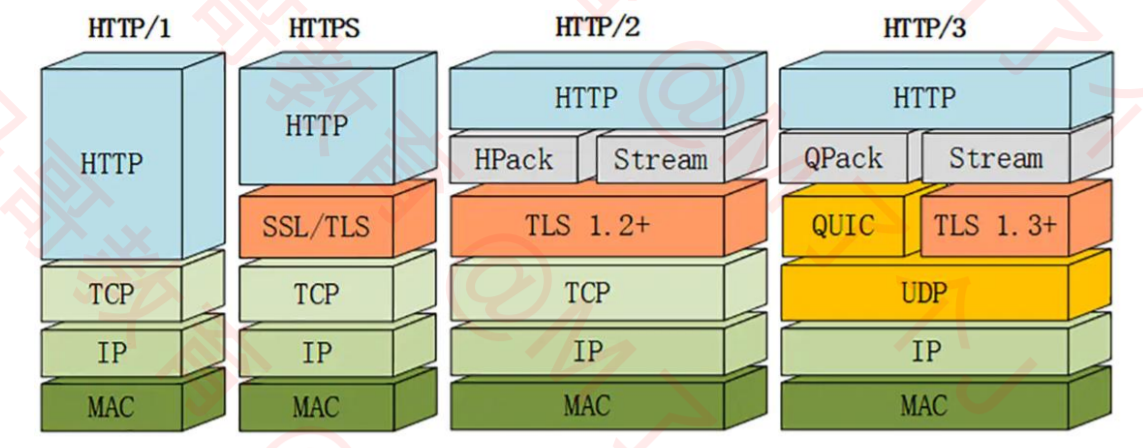 HTTP/1 HTTPS HTTP/2 HTTP/3
HTTP HTTP HTTP HTTP
HPack Stream QPack Stream
SSL/TLS TLS 1.2+ QUIC TLS 1.3+
TCP TCP TCP UDP
IP IP IP IP
MAC MAC MAC MAC